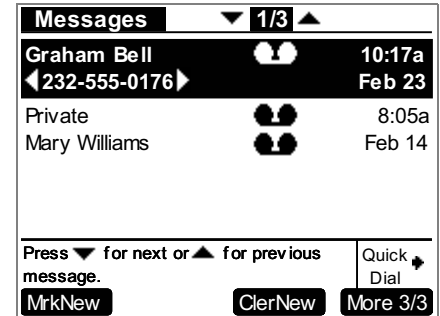 Messages 1/3
Graham Bell 10:17a
232-555-0176 Feb 23
Private 8:05a
Mary Williams Feb 14
Press for next or for previous message.
Quick Dial
MrkNew ClerNew More 3/3